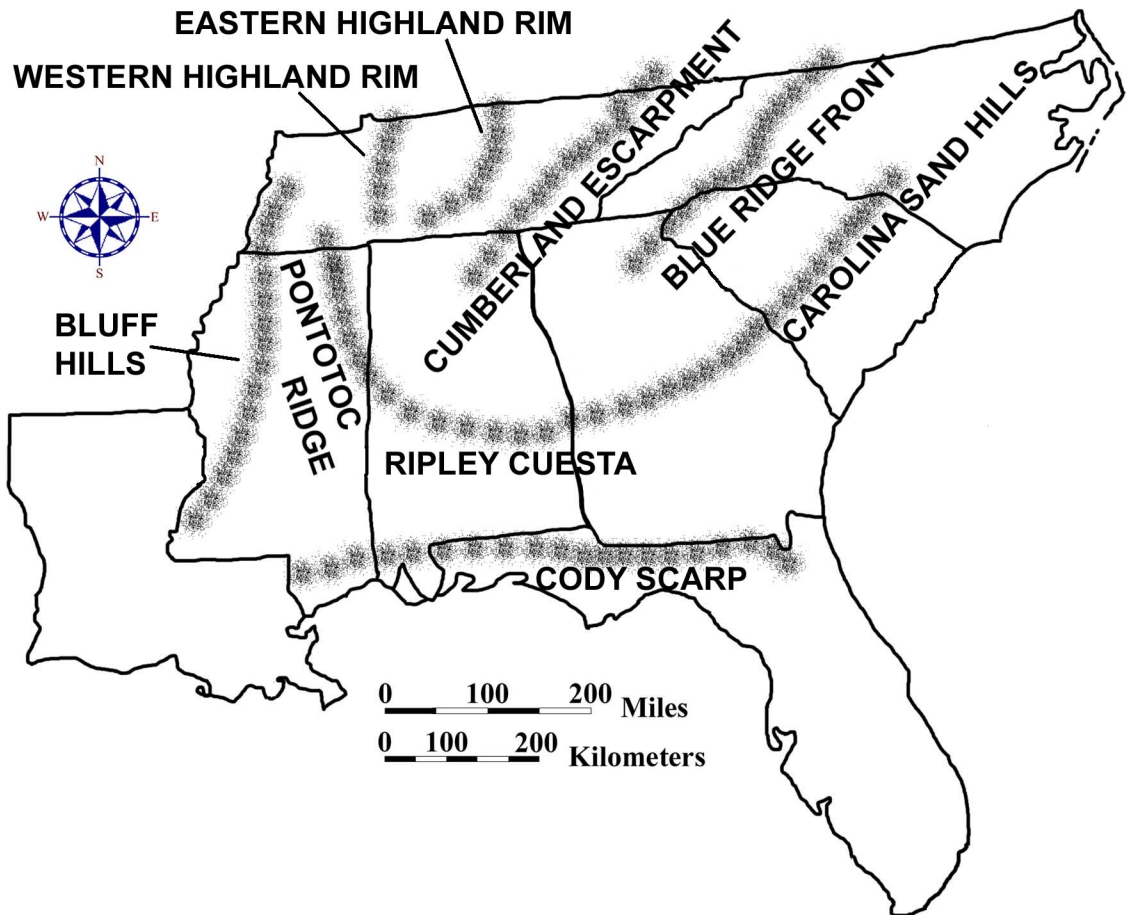 EASTERN HIGHLAND RIM
WESTERN HIGHLAND RIM
N
W
E
S
CUMBERLAND ESCARPMENT
BLUE RIDGE FRONT
CAROLINA SAND HILLS
BLUFF
HILLS
PONTOTOC
RIDGE
RIPLEY CUESTA
CODY SCARP
0 100 200 Miles
0 100 200 Kilometers